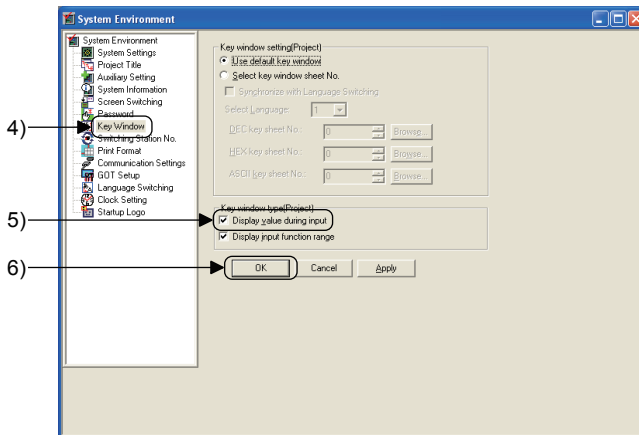 System Environment
System Environment
System Settings
Project Title
Auxiliary Setting
System Information
Screen Switching
Password
4)
Key Window
Switching Station No.
Print Format
Communication Settings
GOT Setup
Language Switching
Clock Setting
Startup Logo
Key window setting(Project)
Use default key window
Select key window sheet No.
Synchronize with Language Switching
Select Language: 1
DEC key sheet No.: 0 Browse...
HEX key sheet No.: 0 Browse...
ASCII key sheet No.: 0 Browse...
Key window type(Project)
5)
Display value during input
Display input function range
6)
OK Cancel Apply